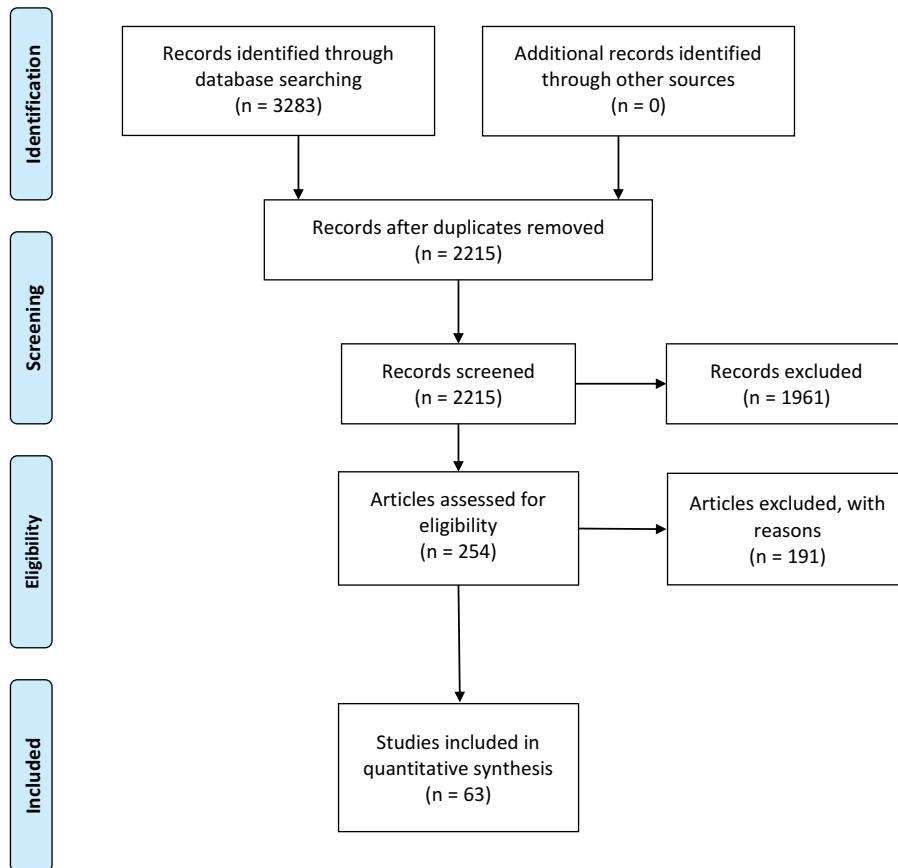 Identification
Records identified through
database searching
(n = 3283)
Additional records identified
through other sources
(n = 0)
Records after duplicates removed
(n = 2215)
Screening
Records screened
(n = 2215)
Records excluded
(n = 1961)
Eligibility
Articles assessed for
eligibility
(n = 254)
Articles excluded, with
reasons
(n = 191)
Included
Studies included in
quantitative synthesis
(n = 63)